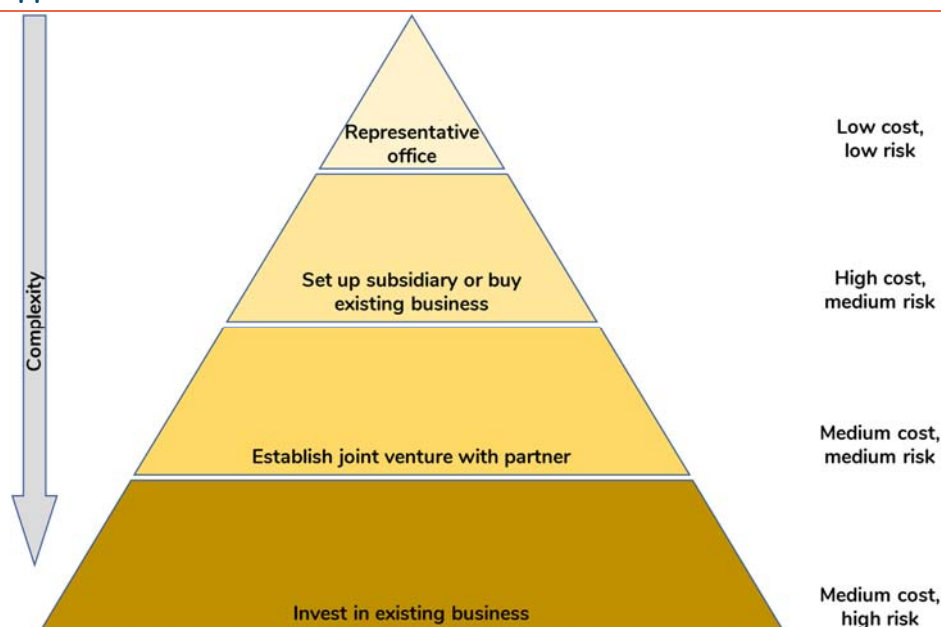 Representative
office
Low cost,
low risk
Set up subsidiary or buy
existing business
High cost,
medium risk
Complexity
Establish joint venture with partner
Medium cost,
medium risk
Invest in existing business
Medium cost,
high risk